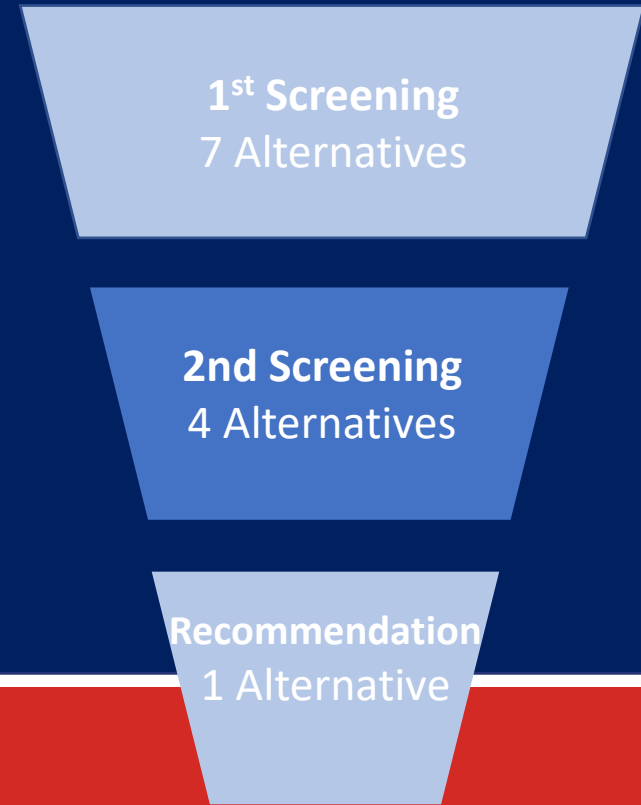 1st Screening
7 Alternatives
2nd Screening
4 Alternatives
Recommendation
1 Alternative